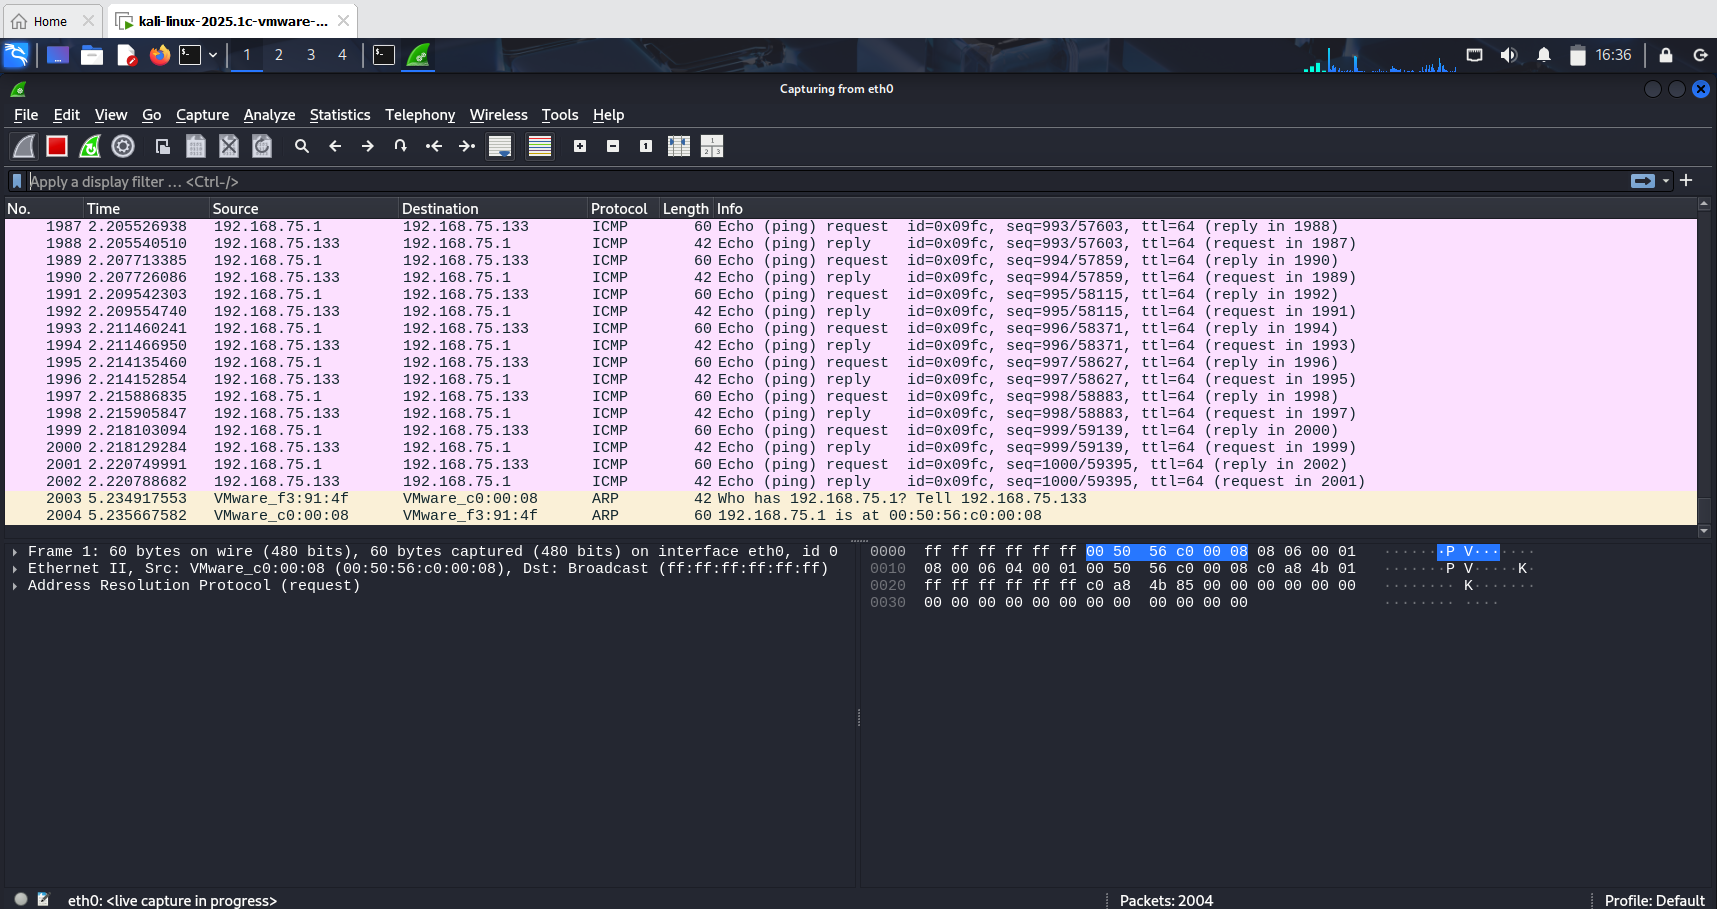 Home
kali-linux-2025.1c-vmware-...
1 2 3 4
16:36
Capturing from eth0
File Edit View Go Capture Analyze Statistics Telephony Wireless Tools Help
Apply a display filter … <Ctrl-/>
No. Time Source Destination Protocol Length Info
1987 2.205526938 192.168.75.1 192.168.75.133 ICMP 60 Echo (ping) request id=0x09fc, seq=993/57603, ttl=64 (reply in 1988)
1988 2.205540510 192.168.75.133 192.168.75.1 ICMP 42 Echo (ping) reply id=0x09fc, seq=993/57603, ttl=64 (request in 1987)
1989 2.207713385 192.168.75.1 192.168.75.133 ICMP 60 Echo (ping) request id=0x09fc, seq=994/57859, ttl=64 (reply in 1990)
1990 2.207726086 192.168.75.133 192.168.75.1 ICMP 42 Echo (ping) reply id=0x09fc, seq=994/57859, ttl=64 (request in 1989)
1991 2.209542303 192.168.75.1 192.168.75.133 ICMP 60 Echo (ping) request id=0x09fc, seq=995/58115, ttl=64 (reply in 1992)
1992 2.209554740 192.168.75.133 192.168.75.1 ICMP 42 Echo (ping) reply id=0x09fc, seq=995/58115, ttl=64 (request in 1991)
1993 2.211460241 192.168.75.1 192.168.75.133 ICMP 60 Echo (ping) request id=0x09fc, seq=996/58371, ttl=64 (reply in 1994)
1994 2.211466950 192.168.75.133 192.168.75.1 ICMP 42 Echo (ping) reply id=0x09fc, seq=996/58371, ttl=64 (request in 1993)
1995 2.214135460 192.168.75.1 192.168.75.133 ICMP 60 Echo (ping) request id=0x09fc, seq=997/58627, ttl=64 (reply in 1996)
1996 2.214152854 192.168.75.133 192.168.75.1 ICMP 42 Echo (ping) reply id=0x09fc, seq=997/58627, ttl=64 (request in 1995)
1997 2.215886835 192.168.75.1 192.168.75.133 ICMP 60 Echo (ping) request id=0x09fc, seq=998/58883, ttl=64 (reply in 1998)
1998 2.215905847 192.168.75.133 192.168.75.1 ICMP 42 Echo (ping) reply id=0x09fc, seq=998/58883, ttl=64 (request in 1997)
1999 2.218103094 192.168.75.1 192.168.75.133 ICMP 60 Echo (ping) request id=0x09fc, seq=999/59139, ttl=64 (reply in 2000)
2000 2.218129284 192.168.75.133 192.168.75.1 ICMP 42 Echo (ping) reply id=0x09fc, seq=999/59139, ttl=64 (request in 1999)
2001 2.220749991 192.168.75.1 192.168.75.133 ICMP 60 Echo (ping) request id=0x09fc, seq=1000/59395, ttl=64 (reply in 2002)
2002 2.220788682 192.168.75.133 192.168.75.1 ICMP 42 Echo (ping) reply id=0x09fc, seq=1000/59395, ttl=64 (request in 2001)
2003 5.234917553 VMware_f3:91:4f VMware_c0:00:08 ARP 42 Who has 192.168.75.1? Tell 192.168.75.133
2004 5.235667582 VMware_c0:00:08 VMware_f3:91:4f ARP 60 192.168.75.1 is at 00:50:56:c0:00:08
Frame 1: 60 bytes on wire (480 bits), 60 bytes captured (480 bits) on interface eth0, id 0
Ethernet II, Src: VMware_c0:00:08 (00:50:56:c0:00:08), Dst: Broadcast (ff:ff:ff:ff:ff:ff)
Address Resolution Protocol (request)
0000 ff ff ff ff ff ff 00 50 56 c0 00 08 08 06 00 01 ·······P V·······
0010 08 00 06 04 00 01 00 50 56 c0 00 08 c0 a8 4b 01 ·······P V·····K·
0020 ff ff ff ff ff ff c0 a8 4b 85 00 00 00 00 00 00 ········ K·······
0030 00 00 00 00 00 00 00 00 00 00 00 00 ········ ····
eth0: <live capture in progress>
Packets: 2004
Profile: Default